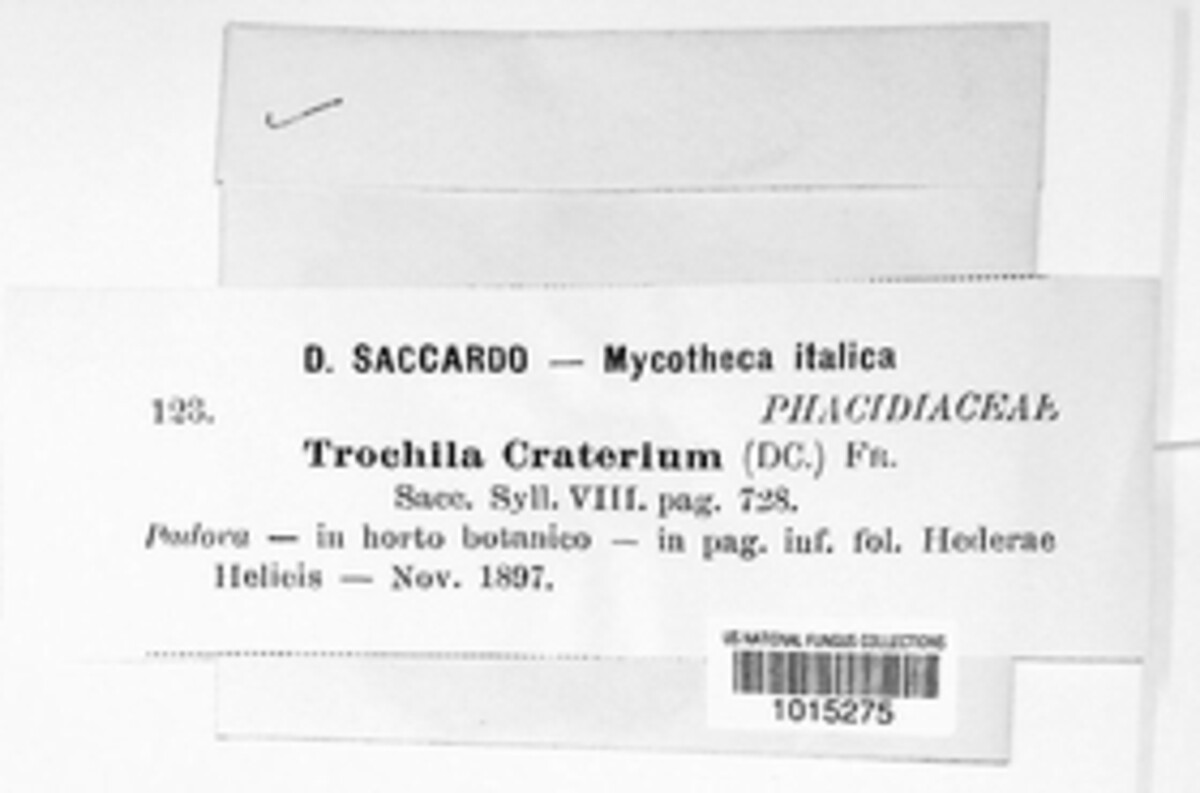 D. SACCARDO — Mycotheca italica
123. PHACIDIACEAE
Trochila Craterium (DC.) Fr.
Sacc. Syll. VIII. pag. 728.
Padova — in horto botanico — in pag. inf. fol. Hederae
Helicis — Nov. 1897.
US NATIONAL FUNGUS COLLECTIONS
1015275